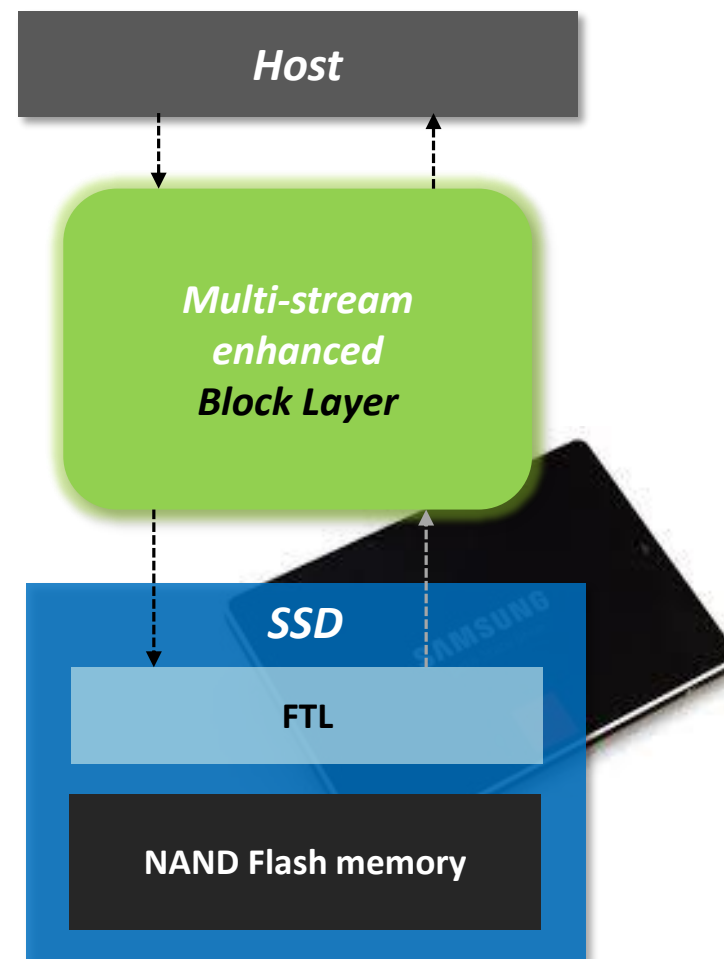 Host
Multi-stream
enhanced
Block Layer
SSD
SAMSUNG
FTL
NAND Flash memory